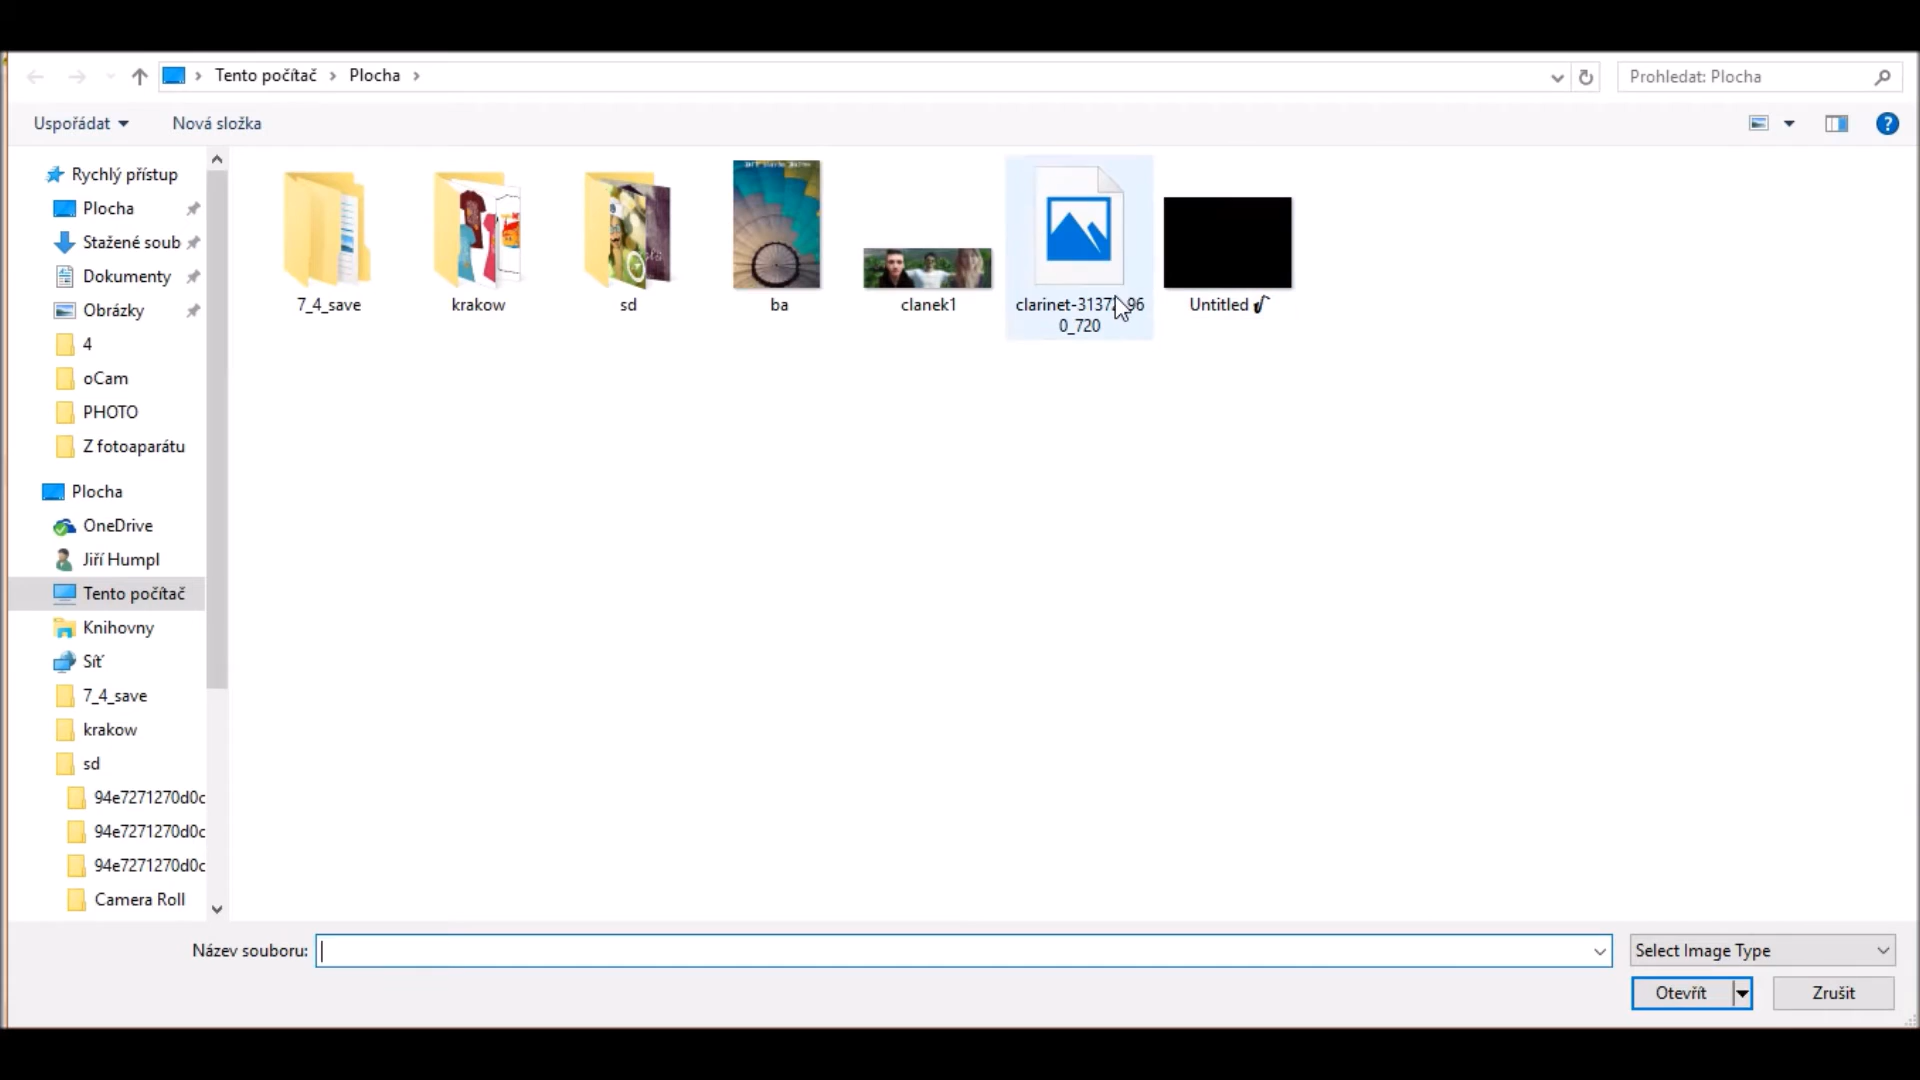 Tento počítač
Plocha
Prohledat: Plocha
Uspořádat
Nová složka
Rychlý přístup
Plocha
Stažené soub
Dokumenty
Obrázky
4
oCam
PHOTO
Z fotoaparátu
Plocha
OneDrive
Jiří Humpl
Tento počítač
Knihovny
Síť
7_4_save
krakow
sd
94e7271270d0c
94e7271270d0c
94e7271270d0c
Camera Roll
7_4_save
krakow
sd
ba
clanek1
0_720
Untitled
Název souboru:
Select Image Type
Otevřít
Zrušit